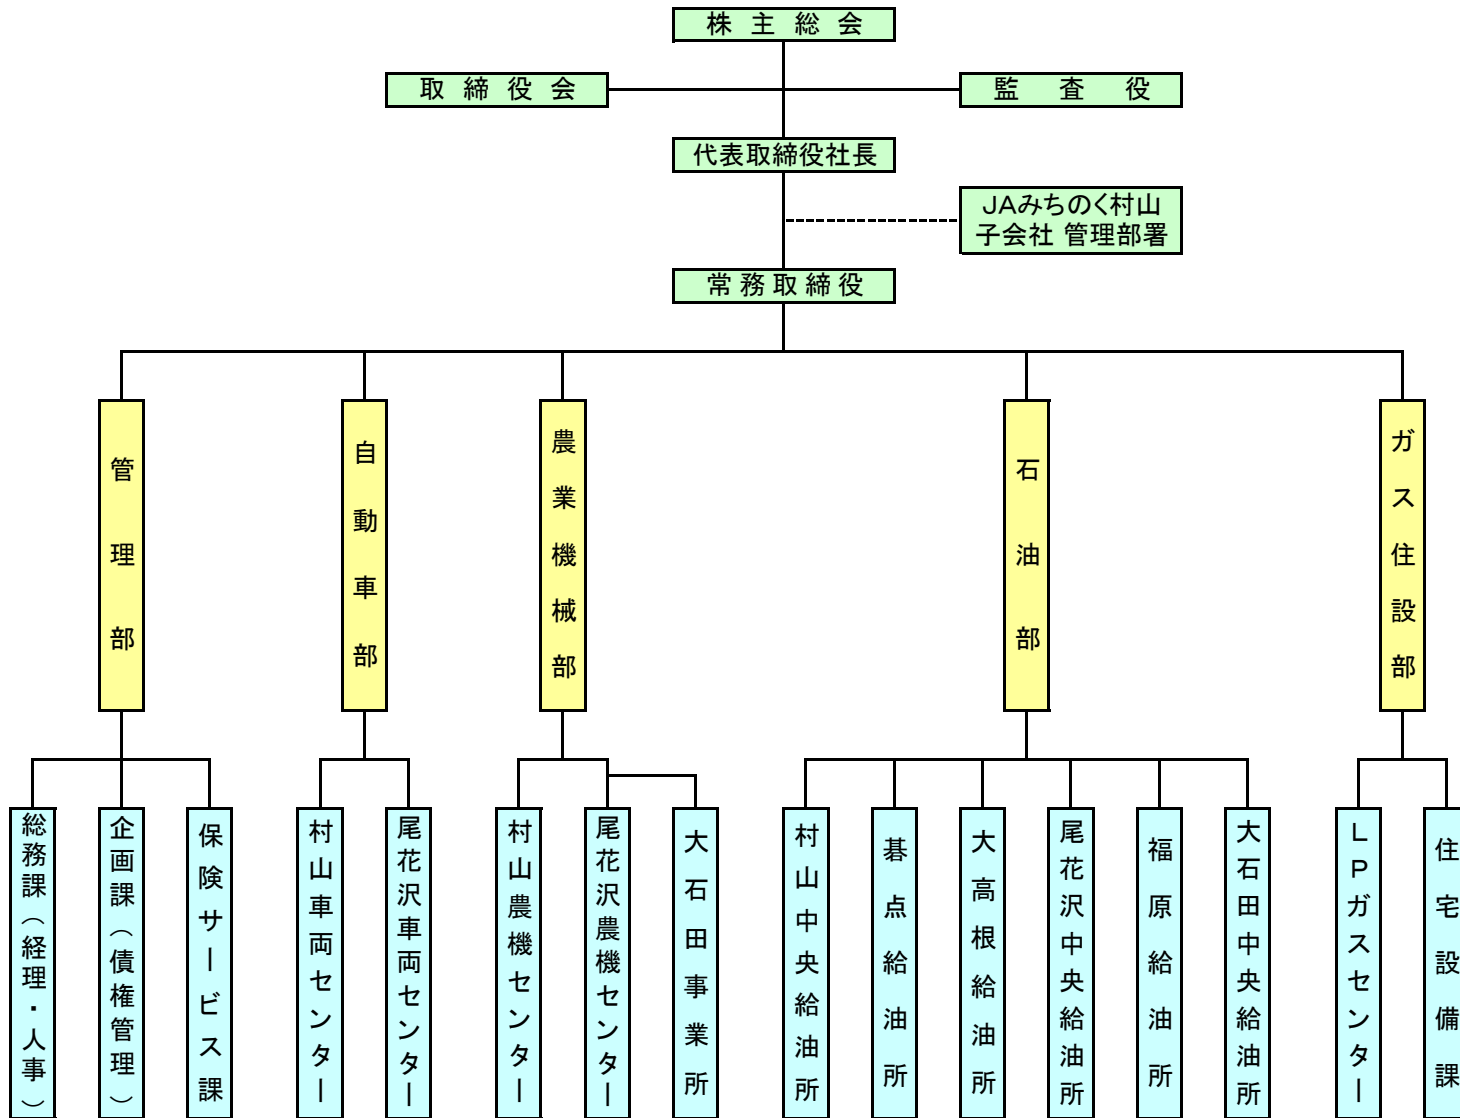 株主総会
取締役会
監査役
代表取締役社長
JAみちのく村山
子会社 管理部署
常務取締役
管理部
自動車部
農業機械部
石油部
ガス住設部
総務課（経理・人事）
企画課（債権管理）
保険サービス課
村山車両センター
尾花沢車両センター
村山農機センター
尾花沢農機センター
大石田事業所
村山中央給油所
碁点給油所
大高根給油所
尾花沢中央給油所
福原給油所
大石田中央給油所
LPガスセンター
住宅設備課